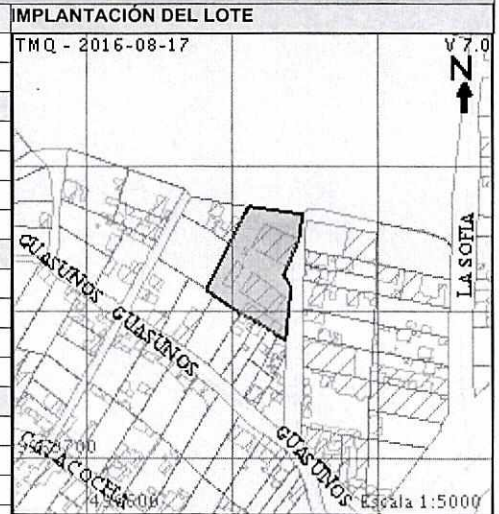 IMPLANTACIÓN DEL LOTE
TMQ - 2016-08-17
V 7.0
N
LA SOFIA
GUASUNOS
GUASUNOS
GUASUNOS
Escala 1:5000